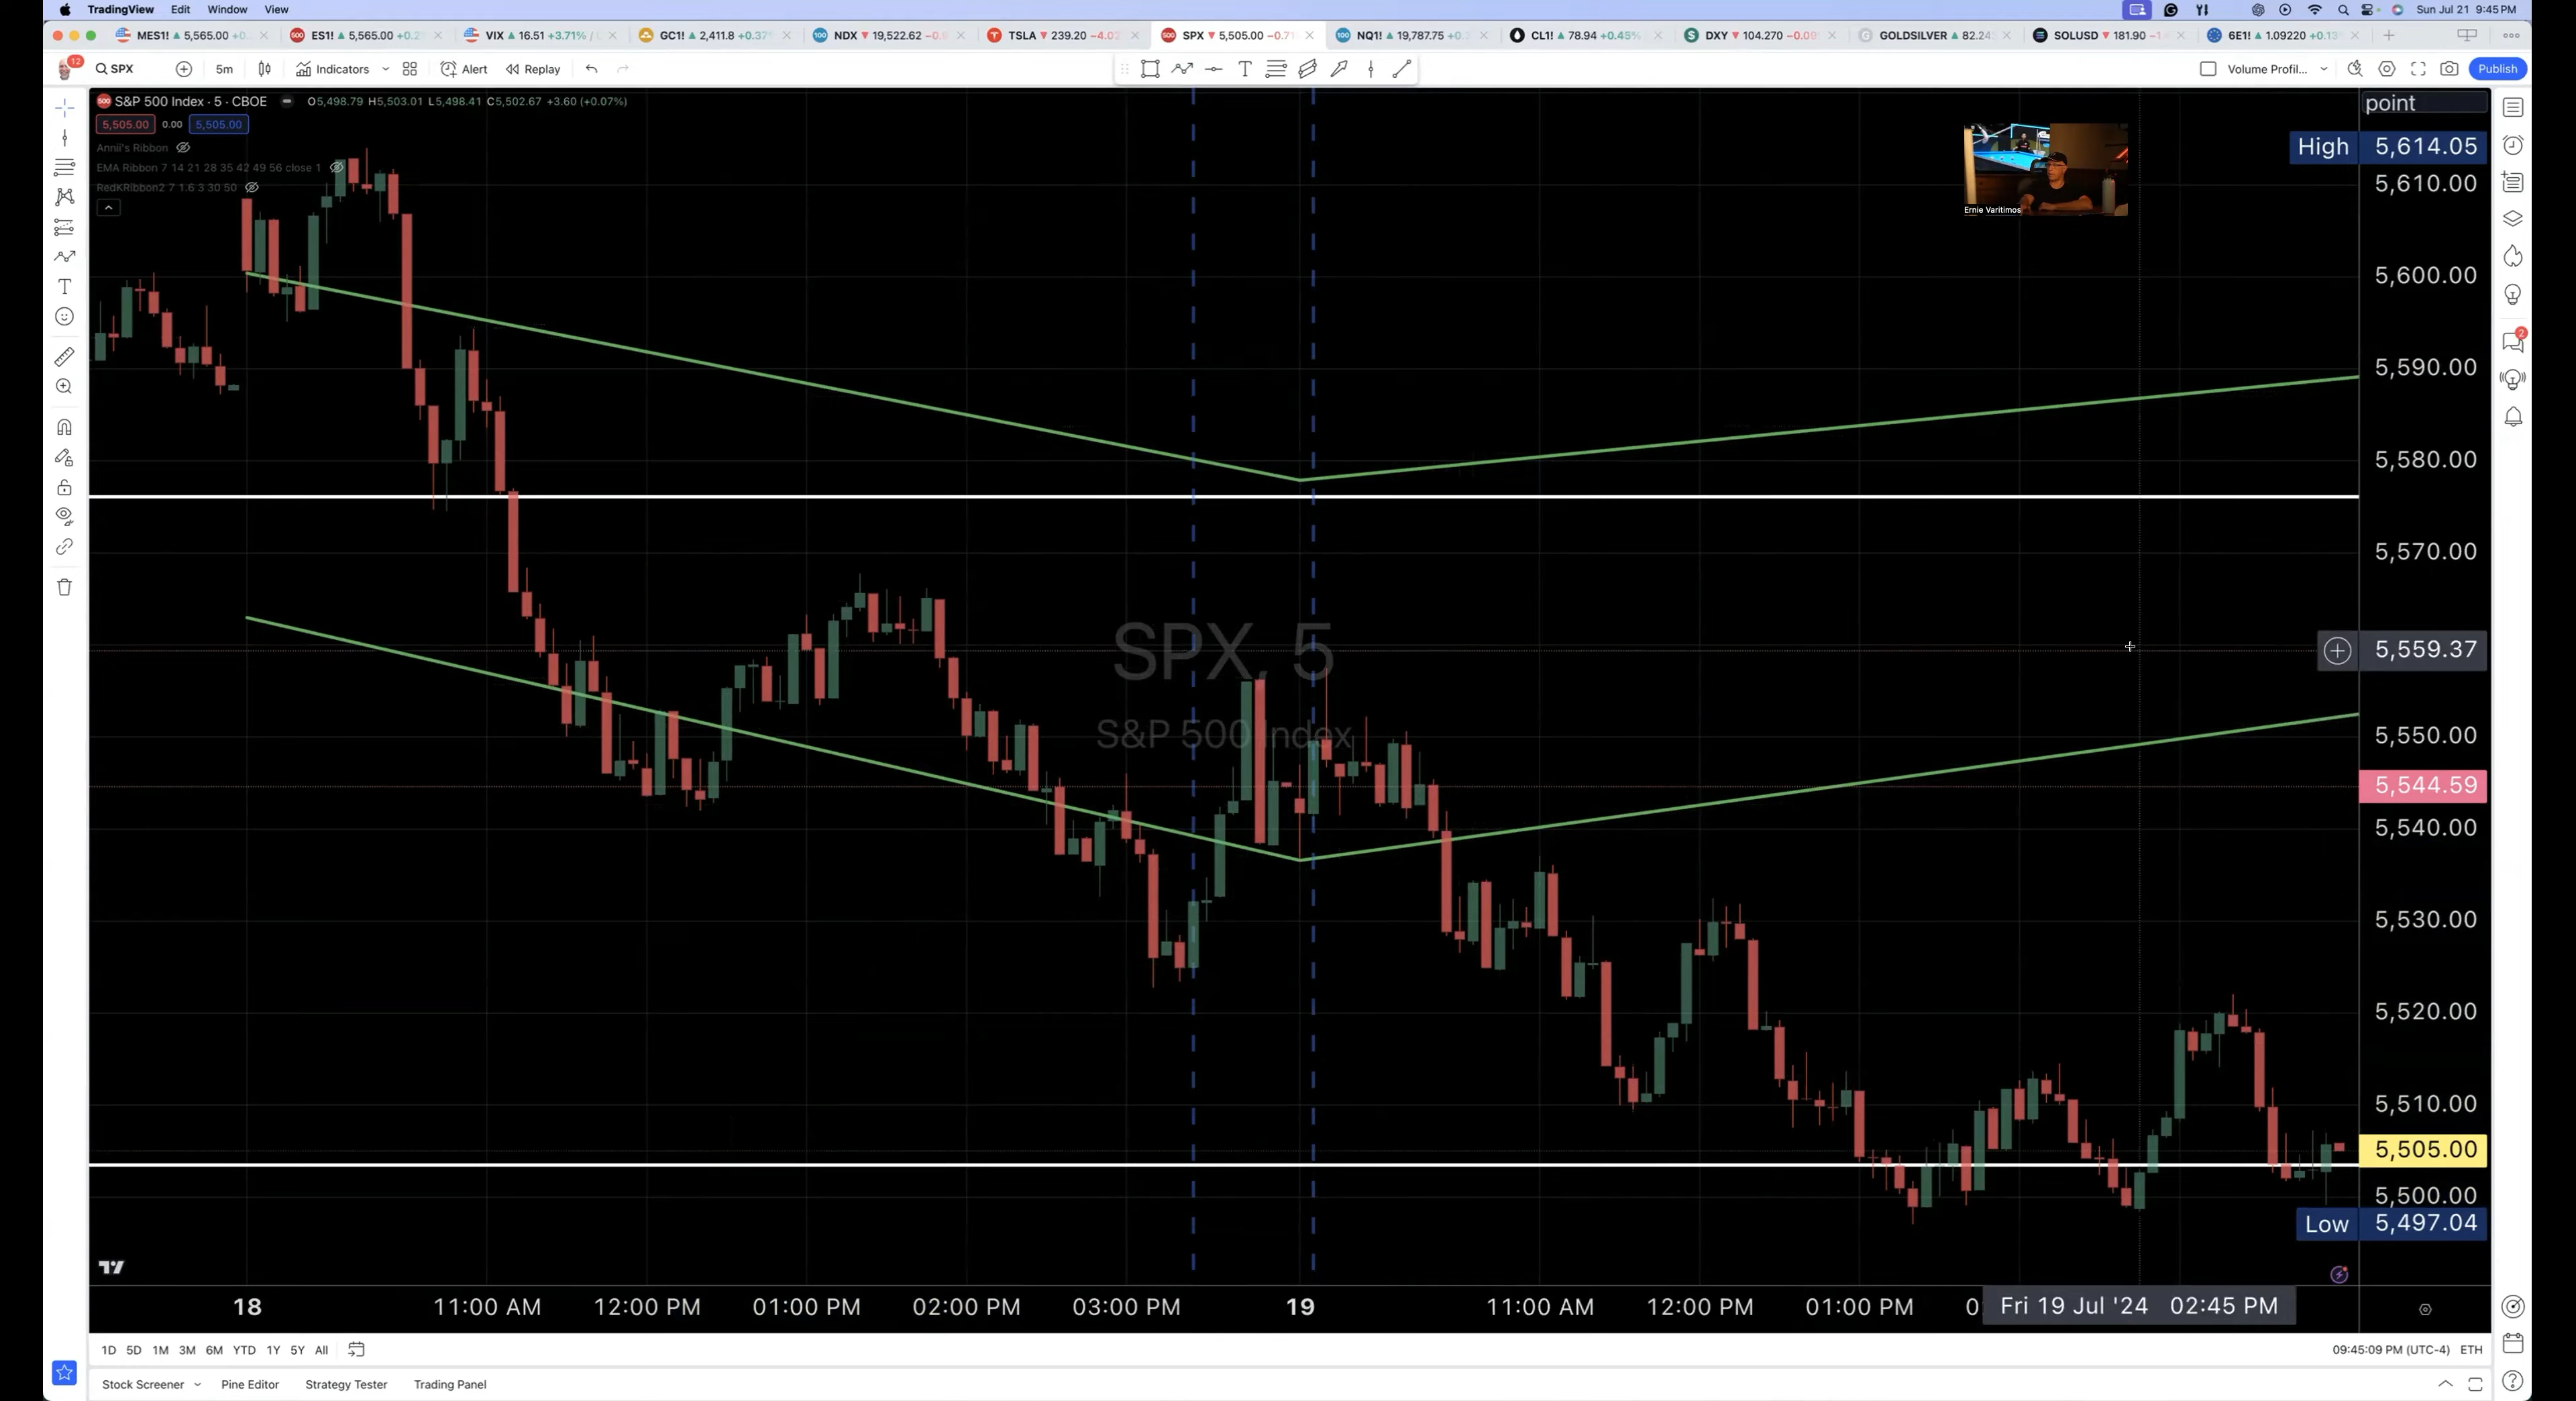 TradingView Edit Window View Sun Jul 21 9:45 PM
MES1! ▲ 5,565.00 ES1! ▲ 5,565.00 VIX ▲ 16.51 +3.71% GC1! ▲ 2,411.8 +0.37 NDX ▼ 19,522.62 TSLA ▼ 239.20 −4.02 SPX ▼ 5,505.00 −0.71 NQ1! ▲ 19,787.75 CL1! ▲ 78.94 +0.45% DXY ▼ 104.270 −0.09 GOLDSILVER ▲ 82.24 SOLUSD ▼ 181.90 6E1! ▲ 1.09220 +0.13%
12
SPX 5m Indicators Alert Replay Volume Profil... Publish
S&P 500 Index · 5 · CBOE O5,498.79 H5,503.01 L5,498.41 C5,502.67 +3.60 (+0.07%)
5,505.00 0.00 5,505.00
Annii's Ribbon
EMA Ribbon 7 14 21 28 35 42 49 56 close 1
RedKRibbon2 7 1.6 3 30 50
Ernie Varitimos
SPX, 5
S&P 500 Index
point
High 5,614.05
5,610.00
5,600.00
5,590.00
5,580.00
5,570.00
5,559.37
5,550.00
5,544.59
5,540.00
5,530.00
5,520.00
5,510.00
5,505.00
5,500.00
Low 5,497.04
2
18 11:00 AM 12:00 PM 01:00 PM 02:00 PM 03:00 PM 19 11:00 AM 12:00 PM 01:00 PM 0 Fri 19 Jul '24 02:45 PM
1D 5D 1M 3M 6M YTD 1Y 5Y All 09:45:09 PM (UTC-4) ETH
Stock Screener Pine Editor Strategy Tester Trading Panel